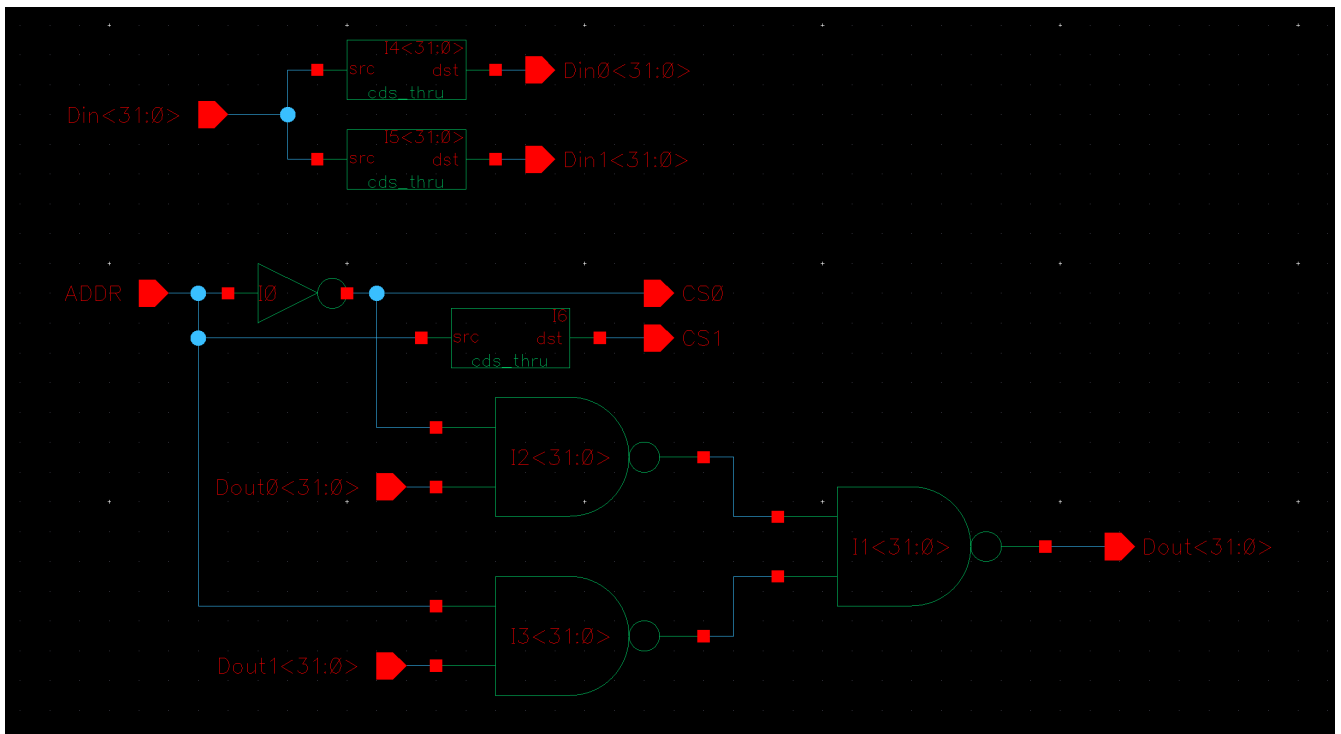 I4<31:0>
src dst
cds_thru
Din0<31:0>
Din<31:0>
I5<31:0>
src dst
cds_thru
Din1<31:0>
ADDR
I0
CS0
I6
src dst
cds_thru
CS1
I2<31:0>
Dout0<31:0>
I1<31:0>
Dout<31:0>
I3<31:0>
Dout1<31:0>